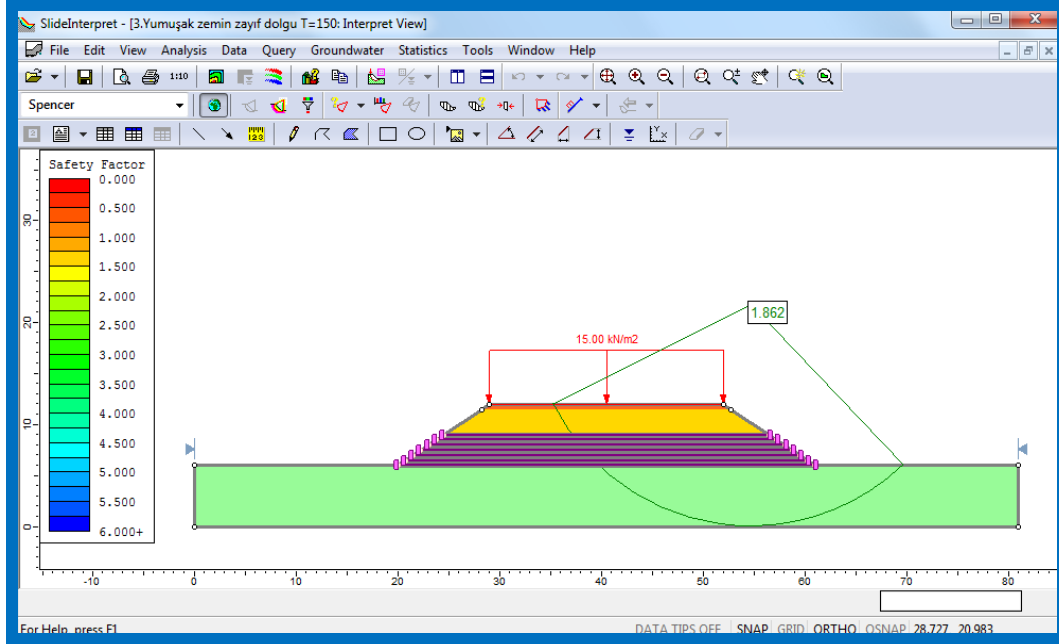 SlideInterpret - [3.Yumuşak zemin zayıf dolgu T=150: Interpret View]
File Edit View Analysis Data Query Groundwater Statistics Tools Window Help
1:10
Spencer
Safety Factor
0.000
0.500
1.000
1.500
2.000
2.500
3.000
3.500
4.000
4.500
5.000
5.500
6.000+
30
20
10
0
1.862
15.00 kN/m2
-10 0 10 20 30 40 50 60 70 80
For Help, press F1
DATA TIPS OFF SNAP GRID ORTHO OSNAP 28.727 20.983